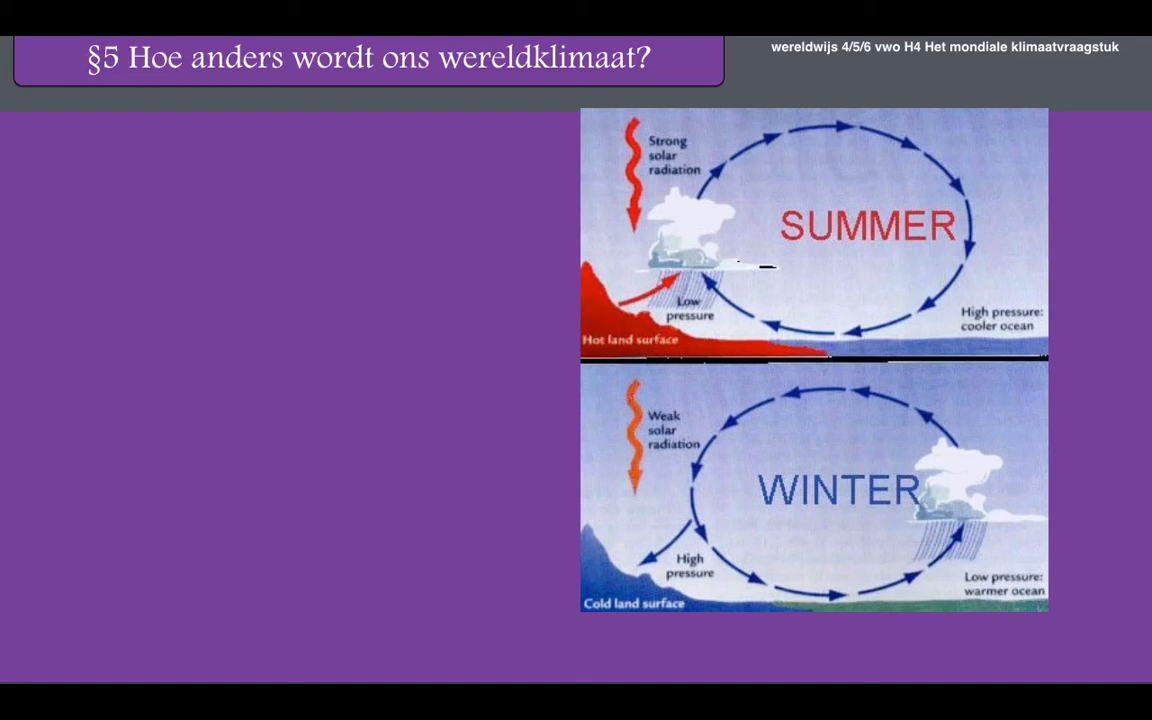 §5 Hoe anders wordt ons wereldklimaat?
wereldwijs 4/5/6 vwo H4 Het mondiale klimaatvraagstuk
Strong
solar
radiation
SUMMER
Low
pressure
High pressure:
cooler ocean
Hot land surface
Weak
solar
radiation
WINTER
High
pressure
Low pressure:
warmer ocean
Cold land surface